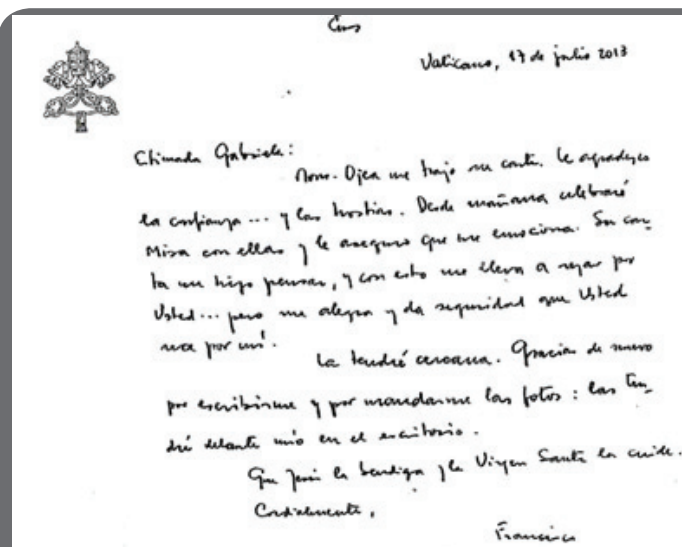 Vaticano, 17 de julio 2013
Estimada Gabriela:
Mons. Ojea me trajo su carta. Le agradezco
la confianza... y las hostias. Desde mañana celebraré
Misa con ellas y le aseguro que me emociona. Su car-
ta me hizo pensar, y con esto me lleva a rezar por
Usted... pero me alegra y da seguridad que Usted
rece por mí.
La tendré cercana. Gracias de nuevo
por escribirme y por mandarme las fotos: las ten-
dré delante mío en el escritorio.
Que Jesús la bendiga y la Virgen Santa la cuide.
Cordialmente,
Francisco